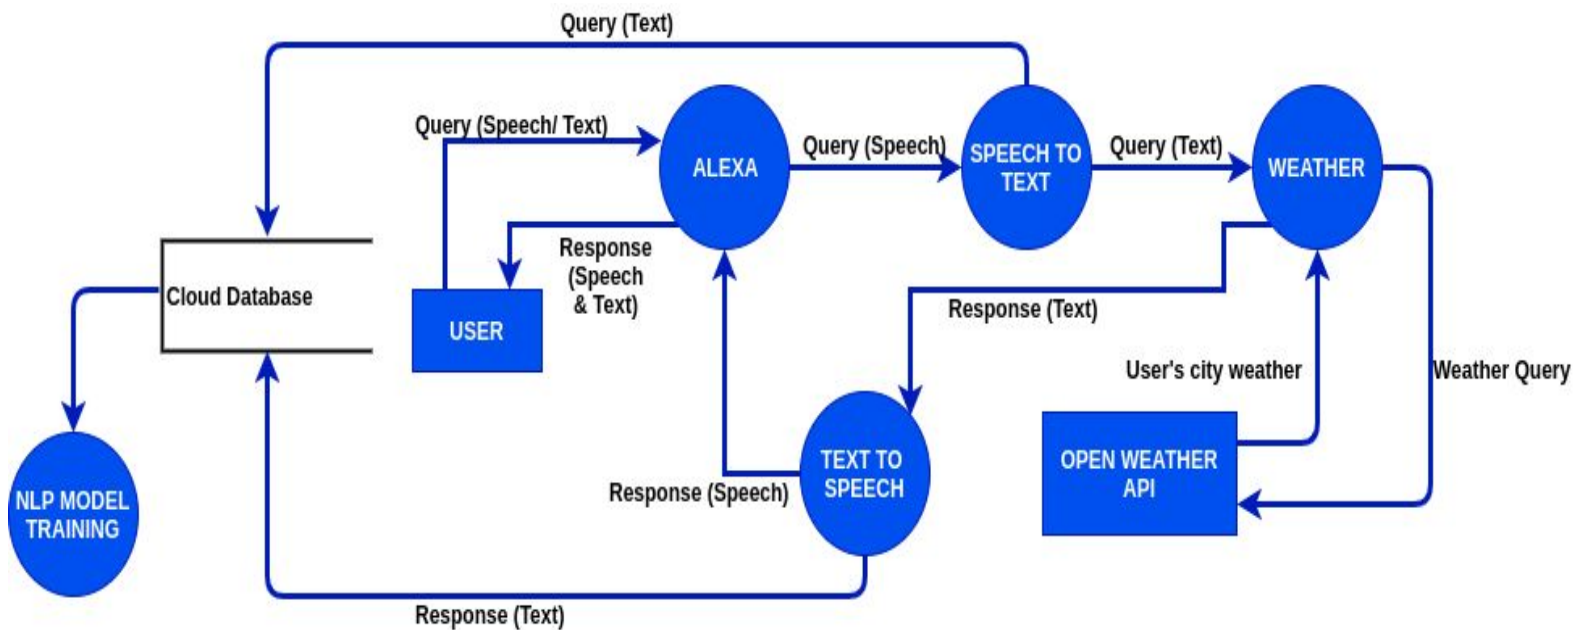 Query (Text)
Query (Speech/ Text)
ALEXA
Query (Speech)
SPEECH TO
TEXT
Query (Text)
WEATHER
Response
(Speech
& Text)
Cloud Database
USER
Response (Text)
User's city weather
Weather Query
TEXT TO
SPEECH
OPEN WEATHER
API
Response (Speech)
NLP MODEL
TRAINING
Response (Text)